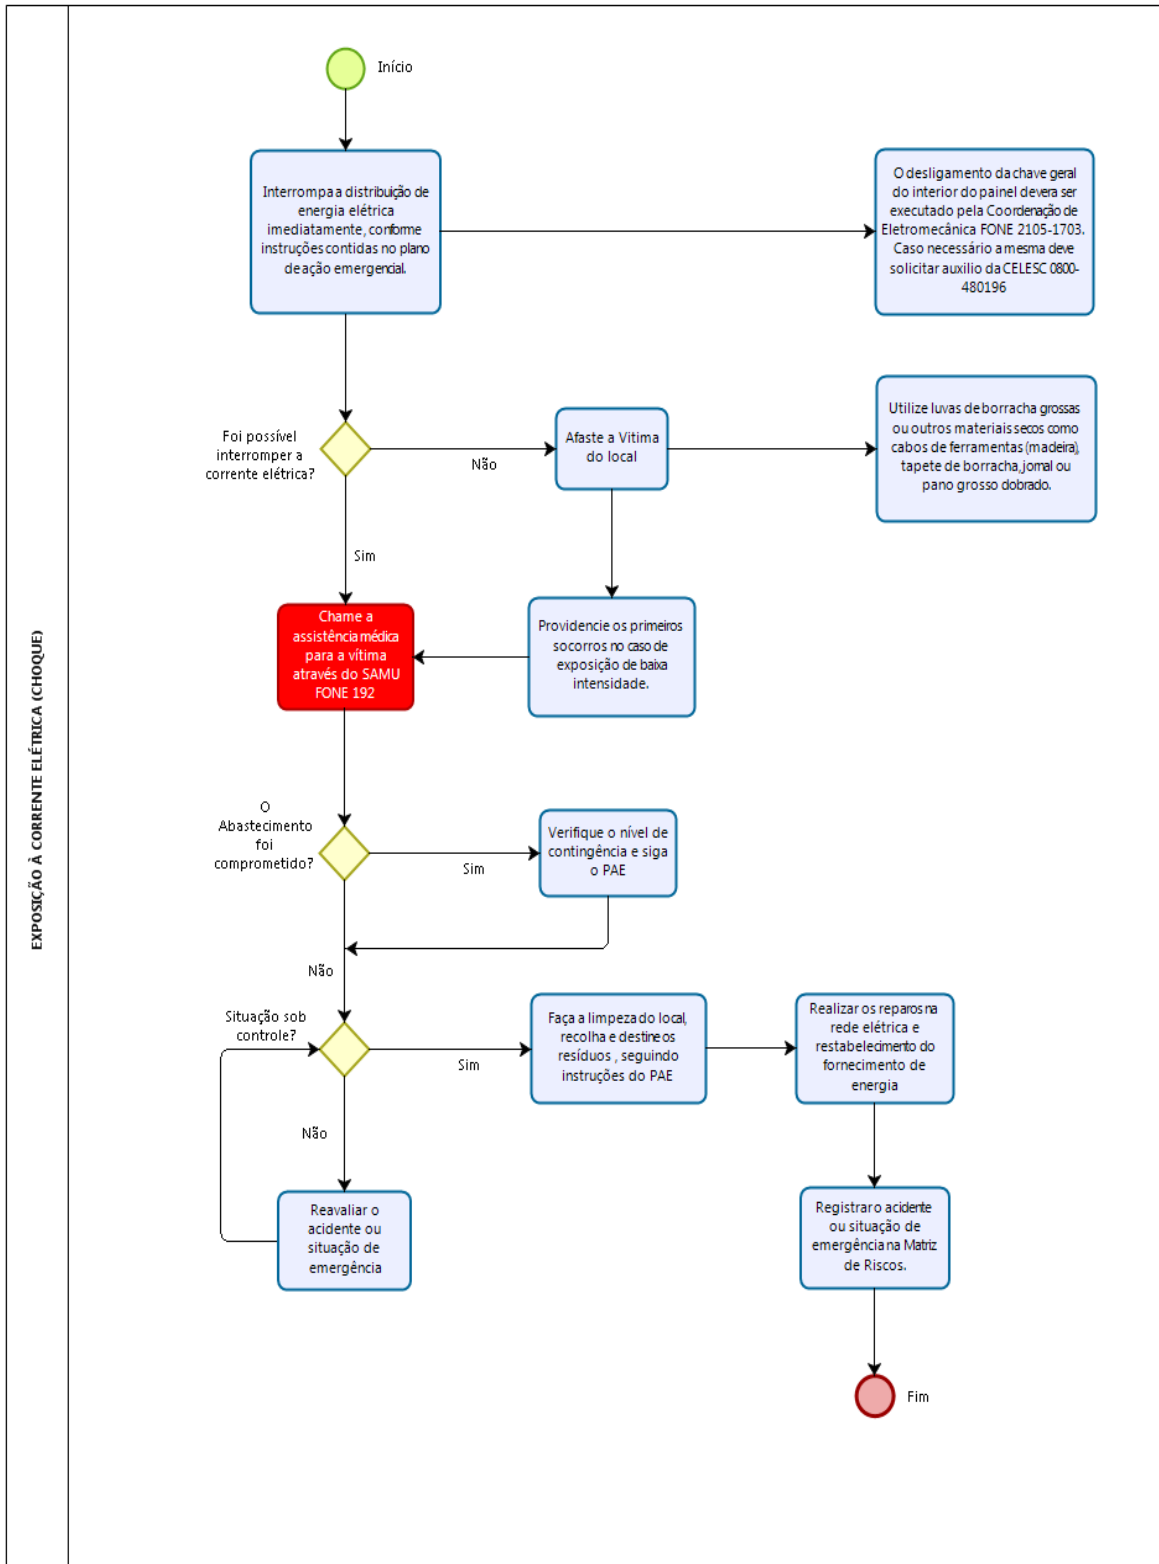 EXPOSIÇÃO À CORRENTE ELÉTRICA (CHOQUE)
Início
Interrompa a distribuição de
energia elétrica
imediatamente, conforme
instruções contidas no plano
de ação emergencial.
O desligamento da chave geral
do interior do painel devera ser
executado pela Coordenação de
Eletromecânica FONE 2105-1703.
Caso necessário a mesma deve
solicitar auxilio da CELESC 0800-
480196
Foi possível
interromper a
corrente elétrica?
Não
Afaste a Vitima
do local
Utilize luvas de borracha grossas
ou outros materiais secos como
cabos de ferramentas (madeira),
tapete de borracha, jornal ou
pano grosso dobrado.
Sim
Chame a
assistência médica
para a vítima
através do SAMU
FONE 192
Providencie os primeiros
socorros no caso de
exposição de baixa
intensidade.
O
Abastecimento
foi
comprometido?
Sim
Verifique o nível de
contingência e siga
o PAE
Não
Situação sob
controle?
Sim
Faça a limpeza do local,
recolha e destine os
resíduos , seguindo
instruções do PAE
Realizar os reparos na
rede elétrica e
restabelecimento do
fornecimento de
energia
Não
Reavaliar o
acidente ou
situação de
emergência
Registrar o acidente
ou situação de
emergência na Matriz
de Riscos.
Fim